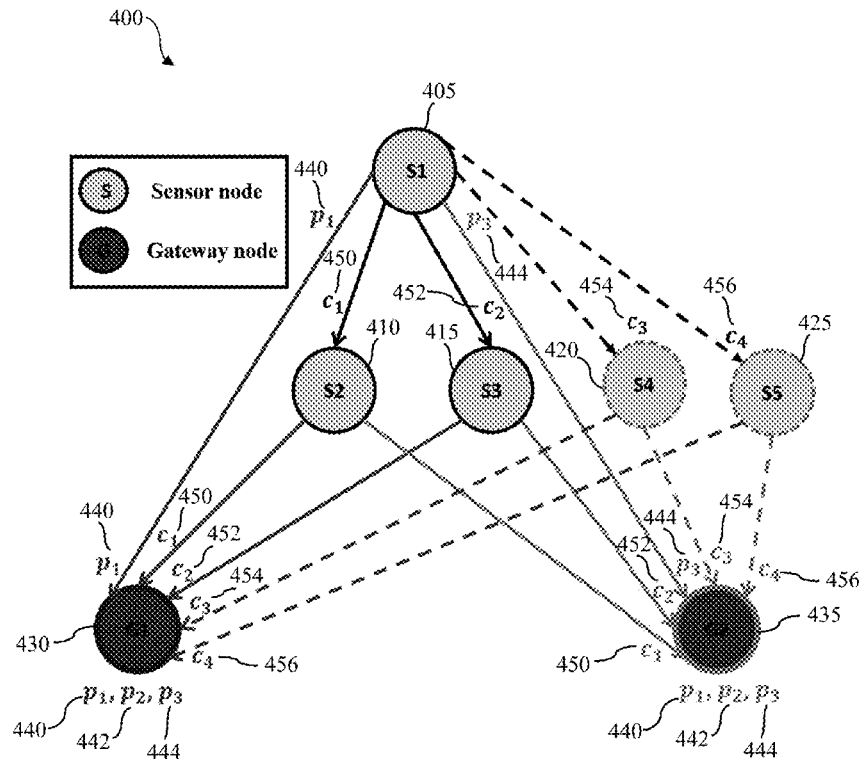 400
405
440
S1
S Sensor node
p₁
p₃
G Gateway node
444
450
454
456
452
c₂
c₁
c₃
c₄
425
410
415
420
S2
S3
S4
S5
440
450
454
c₁
452
444
452
p₁
c₂
p₃
c₃
454
c₂
c₄
c₃
456
430
G1
G2
435
c₄
456
450
p₁, p₂, p₃
p₁, p₂, p₃
440
442
444
440
442
444